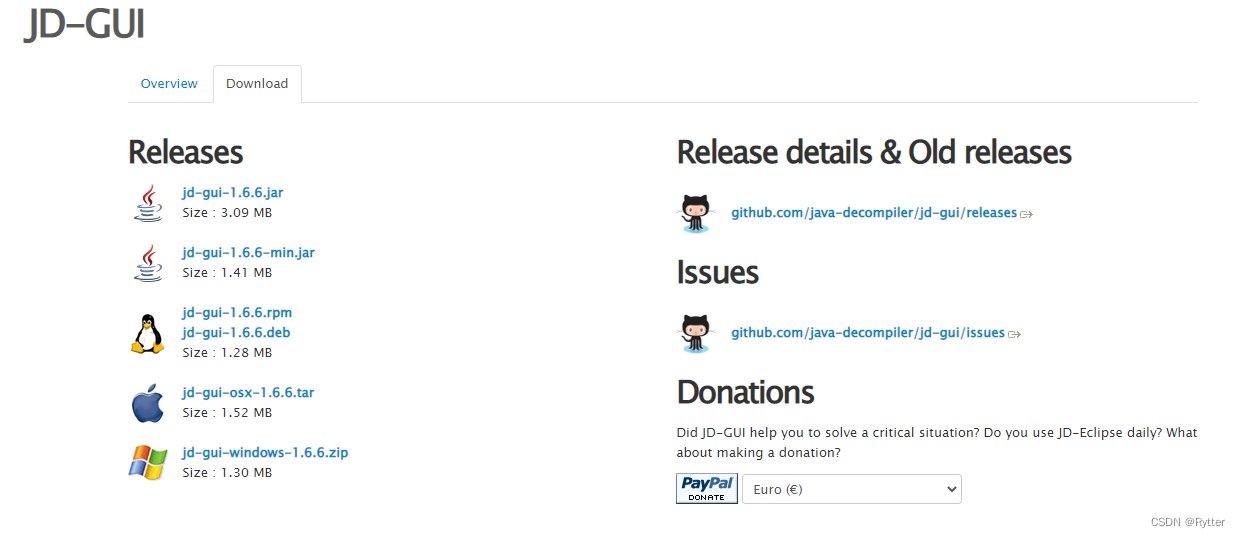 JD-GUI
Overview
Download
Releases
jd-gui-1.6.6.jar
Size : 3.09 MB
jd-gui-1.6.6-min.jar
Size : 1.41 MB
jd-gui-1.6.6.rpm
jd-gui-1.6.6.deb
Size : 1.28 MB
jd-gui-osx-1.6.6.tar
Size : 1.52 MB
jd-gui-windows-1.6.6.zip
Size : 1.30 MB
Release details & Old releases
github.com/java-decompiler/jd-gui/releases
Issues
github.com/java-decompiler/jd-gui/issues
Donations
Did JD-GUI help you to solve a critical situation? Do you use JD-Eclipse daily? What
about making a donation?
PayPal
DONATE
Euro (€)
CSDN @Rytter